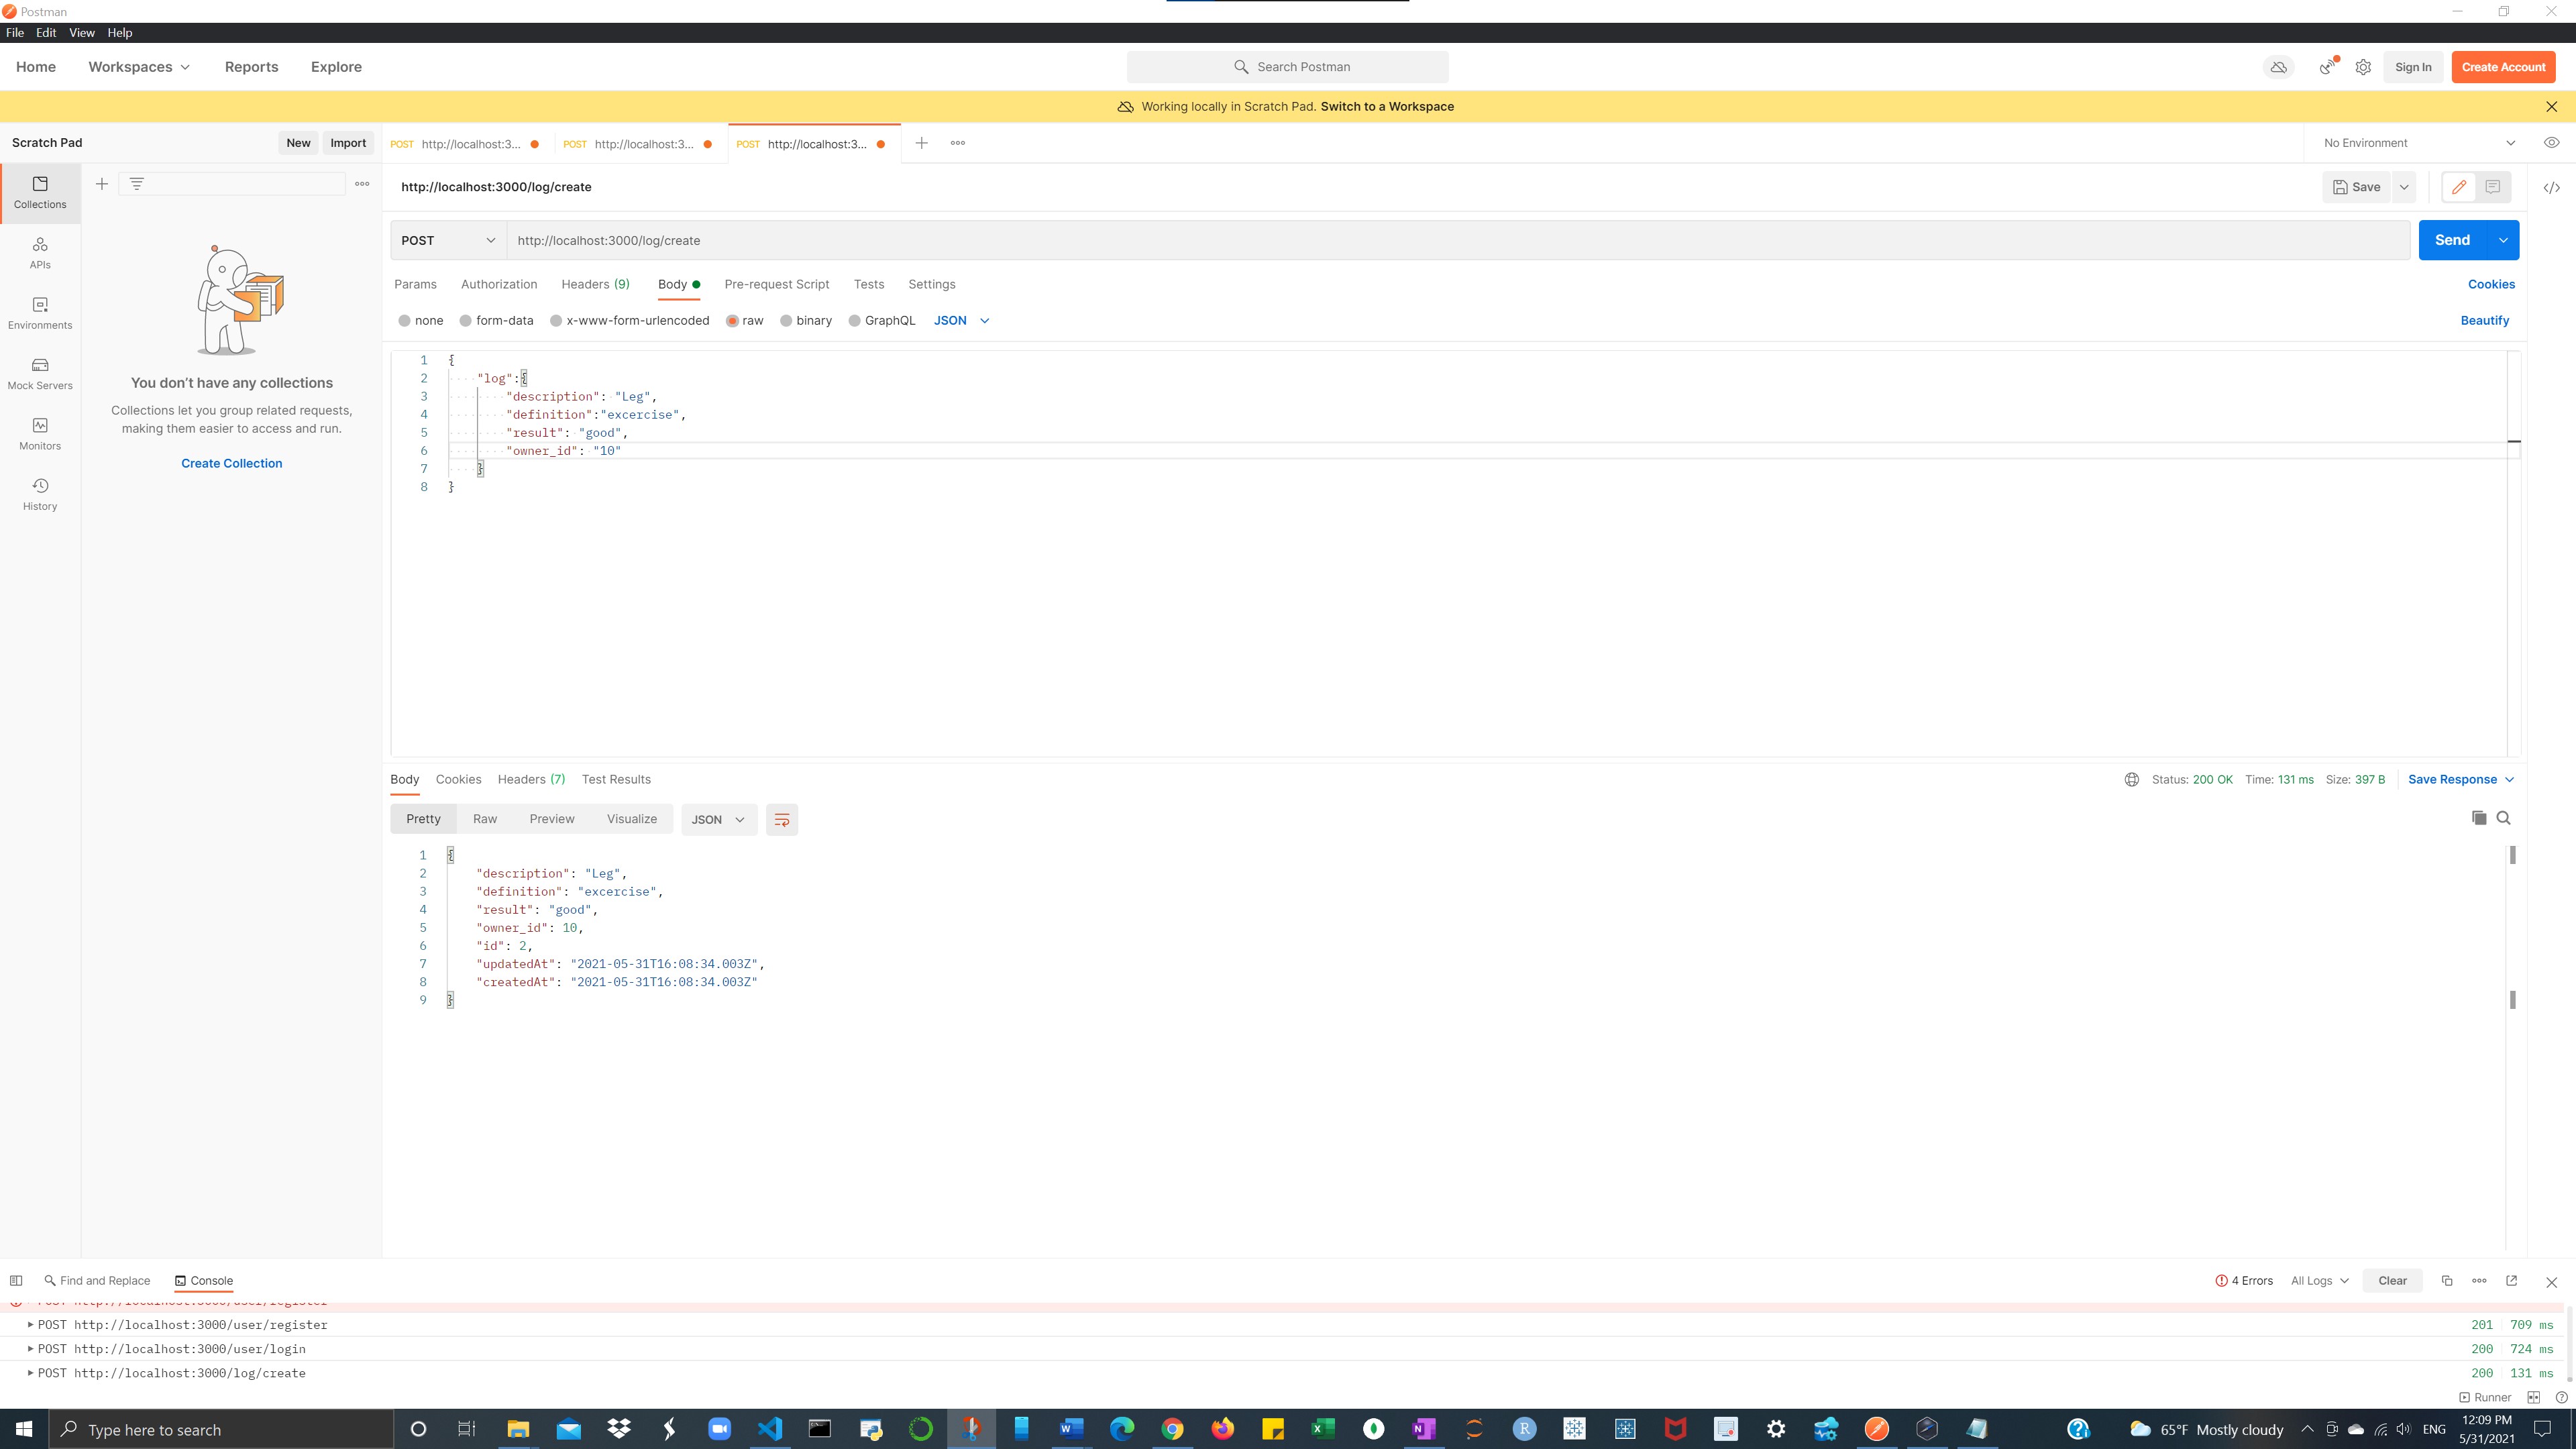 Postman
File Edit View Help
Home Workspaces Reports Explore
Search Postman
Sign In Create Account
Working locally in Scratch Pad. Switch to a Workspace
Scratch Pad New Import
POST http://localhost:3... POST http://localhost:3... POST http://localhost:3...
No Environment
Collections
APIs
Environments
Mock Servers
Monitors
History
You don’t have any collections
Collections let you group related requests,
making them easier to access and run.
Create Collection
http://localhost:3000/log/create
Save
POST http://localhost:3000/log/create
Send
Params Authorization Headers (9) Body Pre-request Script Tests Settings
Cookies
none form-data x-www-form-urlencoded raw binary GraphQL JSON
Beautify
1 {
2 "log":{
3 "description": "Leg",
4 "definition":"excercise",
5 "result": "good",
6 "owner_id": "10"
7 }
8 }
Body Cookies Headers (7) Test Results
Status: 200 OK Time: 131 ms Size: 397 B Save Response
Pretty Raw Preview Visualize JSON
1 {
2 "description": "Leg",
3 "definition": "excercise",
4 "result": "good",
5 "owner_id": 10,
6 "id": 2,
7 "updatedAt": "2021-05-31T16:08:34.003Z",
8 "createdAt": "2021-05-31T16:08:34.003Z"
9 }
Find and Replace Console
4 Errors All Logs Clear
POST http://localhost:3000/user/register
POST http://localhost:3000/user/register 201 709 ms
POST http://localhost:3000/user/login 200 724 ms
POST http://localhost:3000/log/create 200 131 ms
Runner
Type here to search
65°F Mostly cloudy
ENG
12:09 PM
5/31/2021